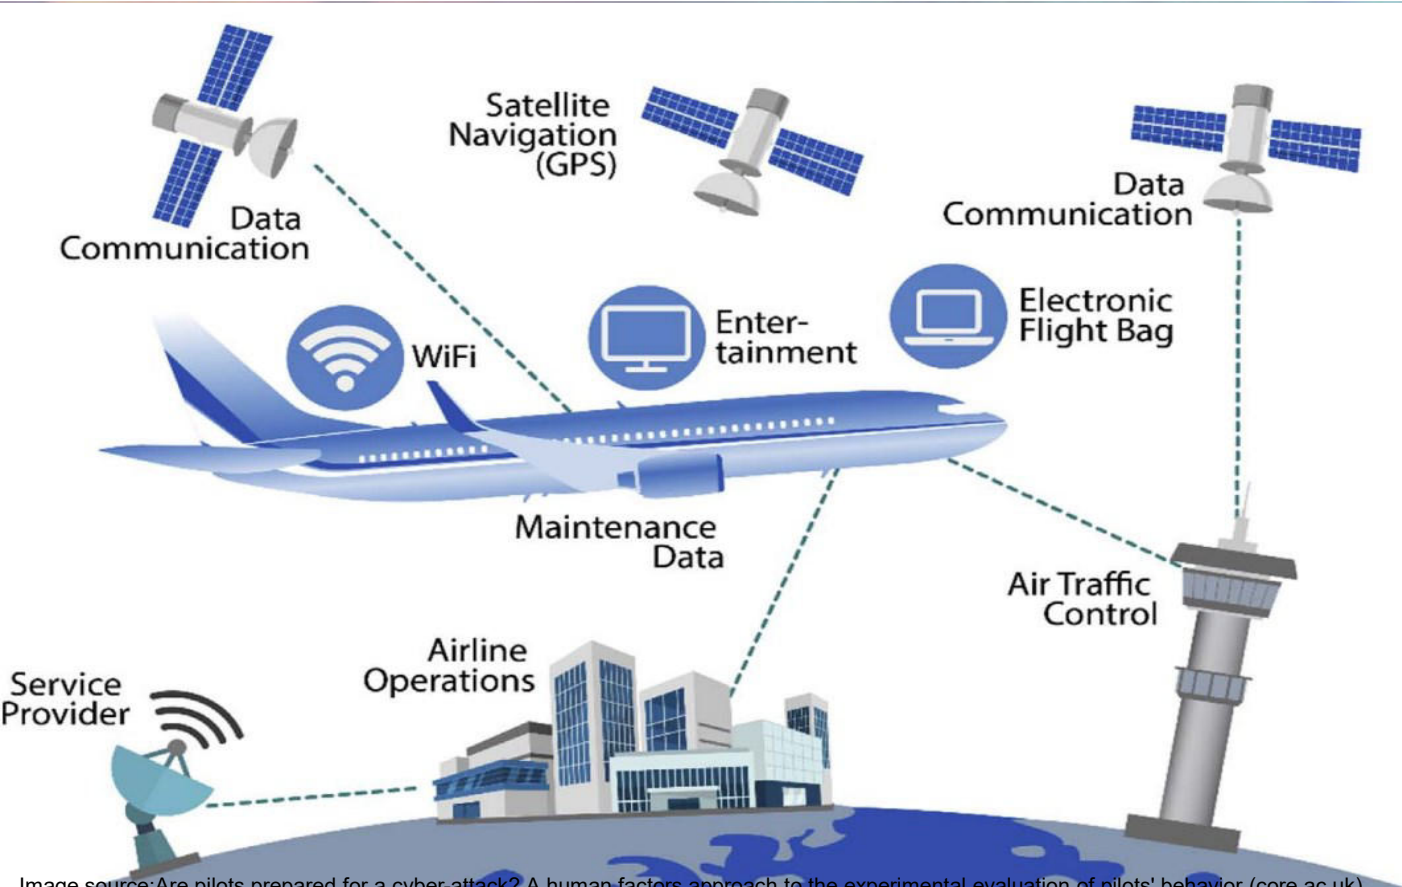 Satellite
Navigation
(GPS)
Data
Communication
Data
Communication
WiFi
Enter-
tainment
Electronic
Flight Bag
Maintenance
Data
Air Traffic
Control
Airline
Operations
Service
Provider
Image source:Are pilots prepared for a cyber-attack? A human factors approach to the experimental evaluation of pilots' behavior (core.ac.uk)